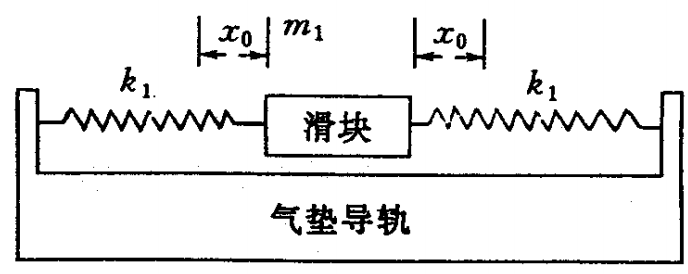 x₀ m₁ x₀
k₁ 滑块 k₁
气垫导轨